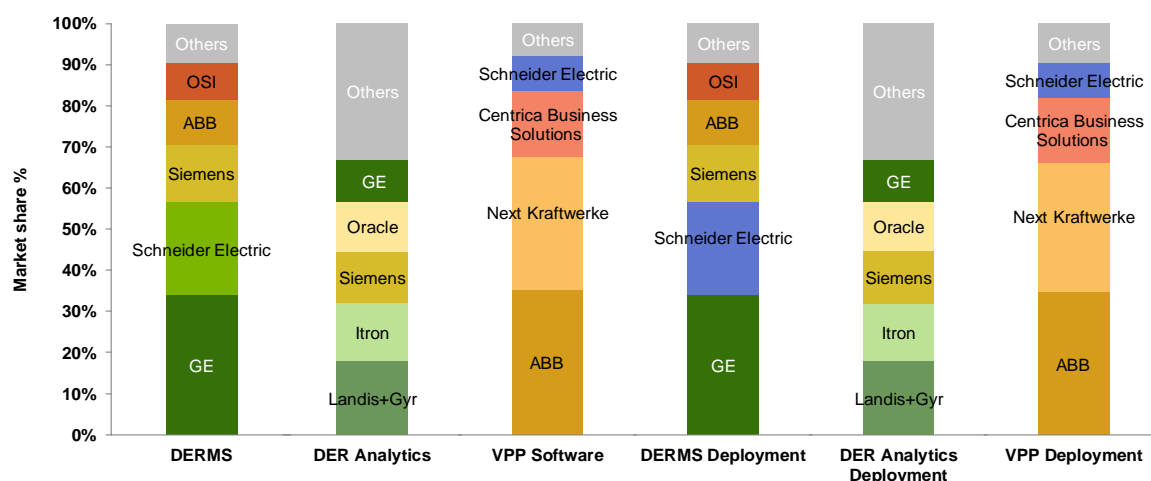 Market share %
100%
90%
80%
70%
60%
50%
40%
30%
20%
10%
0%
Others
OSI
ABB
Siemens
Schneider Electric
GE
DERMS
Others
GE
Oracle
Siemens
Itron
Landis+Gyr
DER Analytics
Others
Schneider Electric
Centrica Business
Solutions
Next Kraftwerke
ABB
VPP Software
Others
OSI
ABB
Siemens
Schneider Electric
GE
DERMS Deployment
Others
GE
Oracle
Siemens
Itron
Landis+Gyr
DER Analytics
Deployment
Others
Schneider Electric
Centrica Business
Solutions
Next Kraftwerke
ABB
VPP Deployment